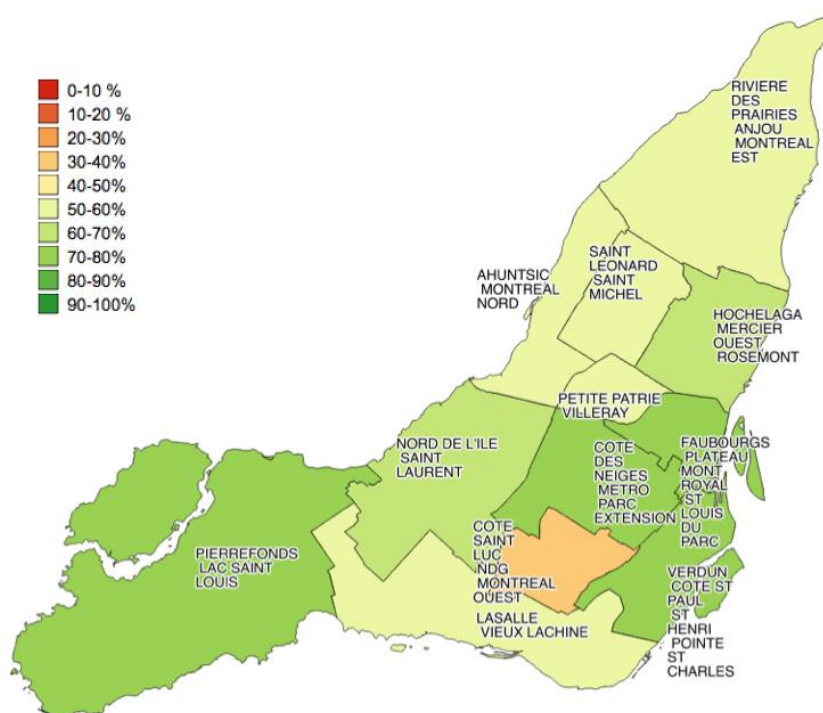 0-10 %
10-20 %
20-30%
30-40%
40-50%
50-60%
60-70%
70-80%
80-90%
90-100%
RIVIERE
DES
PRAIRIES
ANJOU
MONTREAL
EST
AHUNTSIC
MONTREAL
NORD
SAINT
LEONARD
SAINT
MICHEL
HOCHELAGA
MERCIER
OUEST
ROSEMONT
PETITE PATRIE
VILLERAY
NORD DE L'ILE
SAINT
LAURENT
COTE
DES
NEIGES
METRO
PARC
EXTENSION
FAUBOURGS
PLATEAU
MONT
ROYAL
ST
LOUIS
DU
PARC
PIERREFONDS
LAC SAINT
LOUIS
COTE
SAINT
LUC
NDG
MONTREAL
OUEST
LASALLE
VIEUX LACHINE
VERDUN
COTE ST
PAUL
ST
HENRI
POINTE
ST
CHARLES